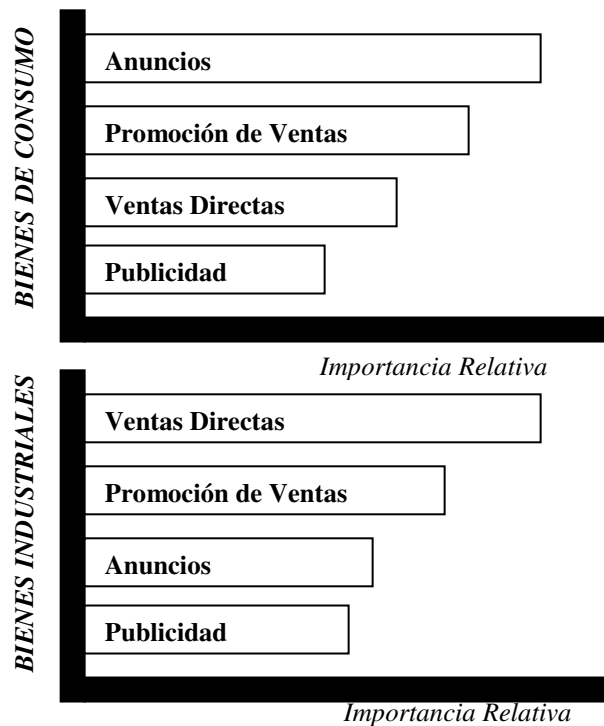 BIENES DE CONSUMO
Anuncios
Promoción de Ventas
Ventas Directas
Publicidad
Importancia Relativa
BIENES INDUSTRIALES
Ventas Directas
Promoción de Ventas
Anuncios
Publicidad
Importancia Relativa